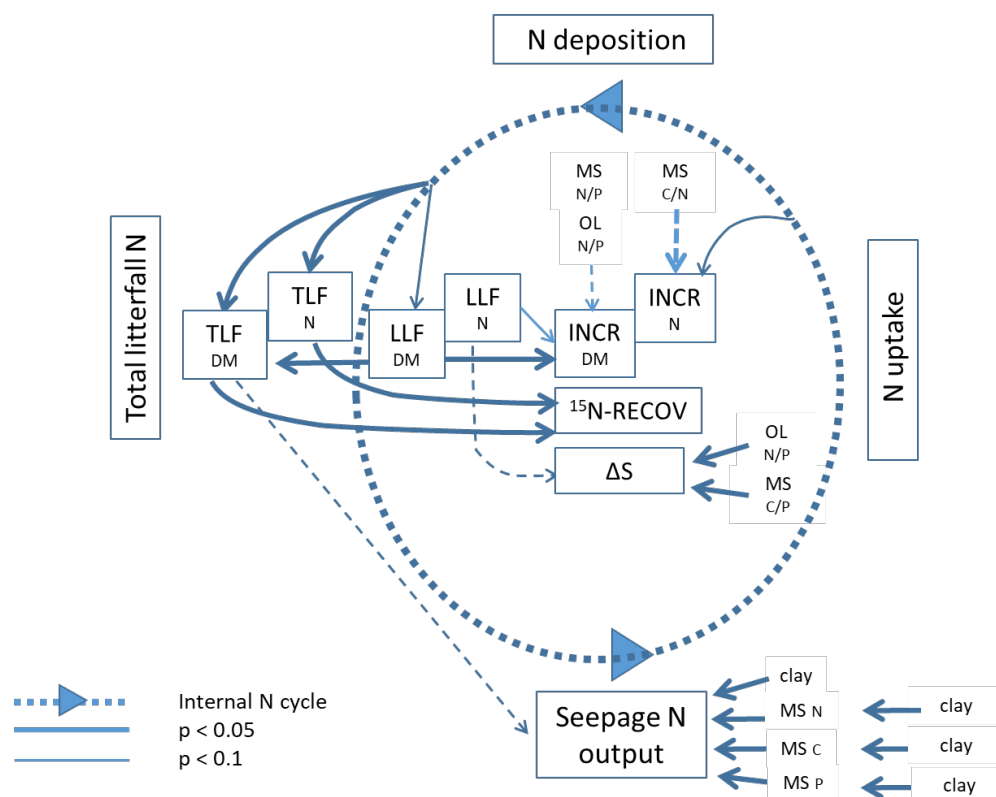 N deposition
MS
N/P
OL
N/P
MS
C/N
Total litterfall N
TLF
N
TLF
DM
LLF
N
LLF
DM
INCR
N
INCR
DM
N uptake
15N-RECOV
ΔS
OL
N/P
MS
C/P
Internal N cycle
p < 0.05
p < 0.1
Seepage N
output
clay
MS N
clay
MS C
clay
MS P
clay